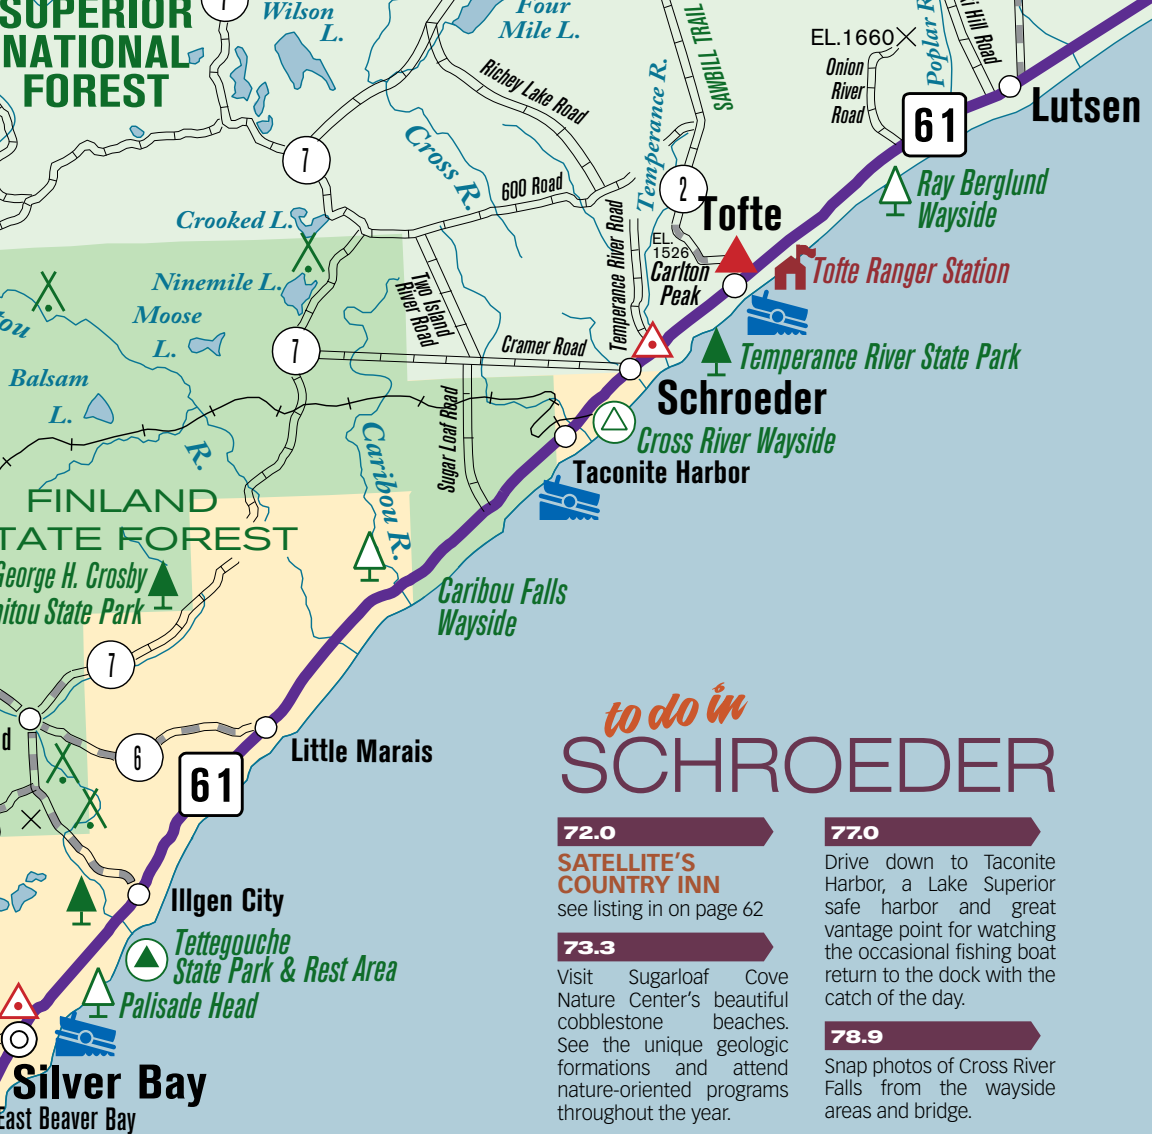 SUPERIOR
NATIONAL
FOREST
Wilson
L.
Four
Mile L.
Richey Lake Road
SAWBILL TRAIL
Temperance R.
EL.1660
Onion
River
Road
Poplar R
Hill Road
61
Lutsen
7
Cross R.
600 Road
2
Tofte
Ray Berglund
Wayside
Crooked L.
Ninemile L.
Moose
L.
Two Island
River Road
Temperance River Road
EL.
1526
Carlton
Peak
Tofte Ranger Station
7
Cramer Road
Temperance River State Park
Balsam
L.
tou
R.
Sugar Loaf Road
Schroeder
Cross River Wayside
Taconite Harbor
Caribou R.
FINLAND
TATE FOREST
George H. Crosby
nitou State Park
Caribou Falls
Wayside
7
d
6
Little Marais
61
Illgen City
Tettegouche
State Park & Rest Area
Palisade Head
Silver Bay
East Beaver Bay
to do in
SCHROEDER
72.0
SATELLITE'S
COUNTRY INN
see listing in on page 62
73.3
Visit Sugarloaf Cove
Nature Center's beautiful
cobblestone beaches.
See the unique geologic
formations and attend
nature-oriented programs
throughout the year.
77.0
Drive down to Taconite
Harbor, a Lake Superior
safe harbor and great
vantage point for watching
the occasional fishing boat
return to the dock with the
catch of the day.
78.9
Snap photos of Cross River
Falls from the wayside
areas and bridge.